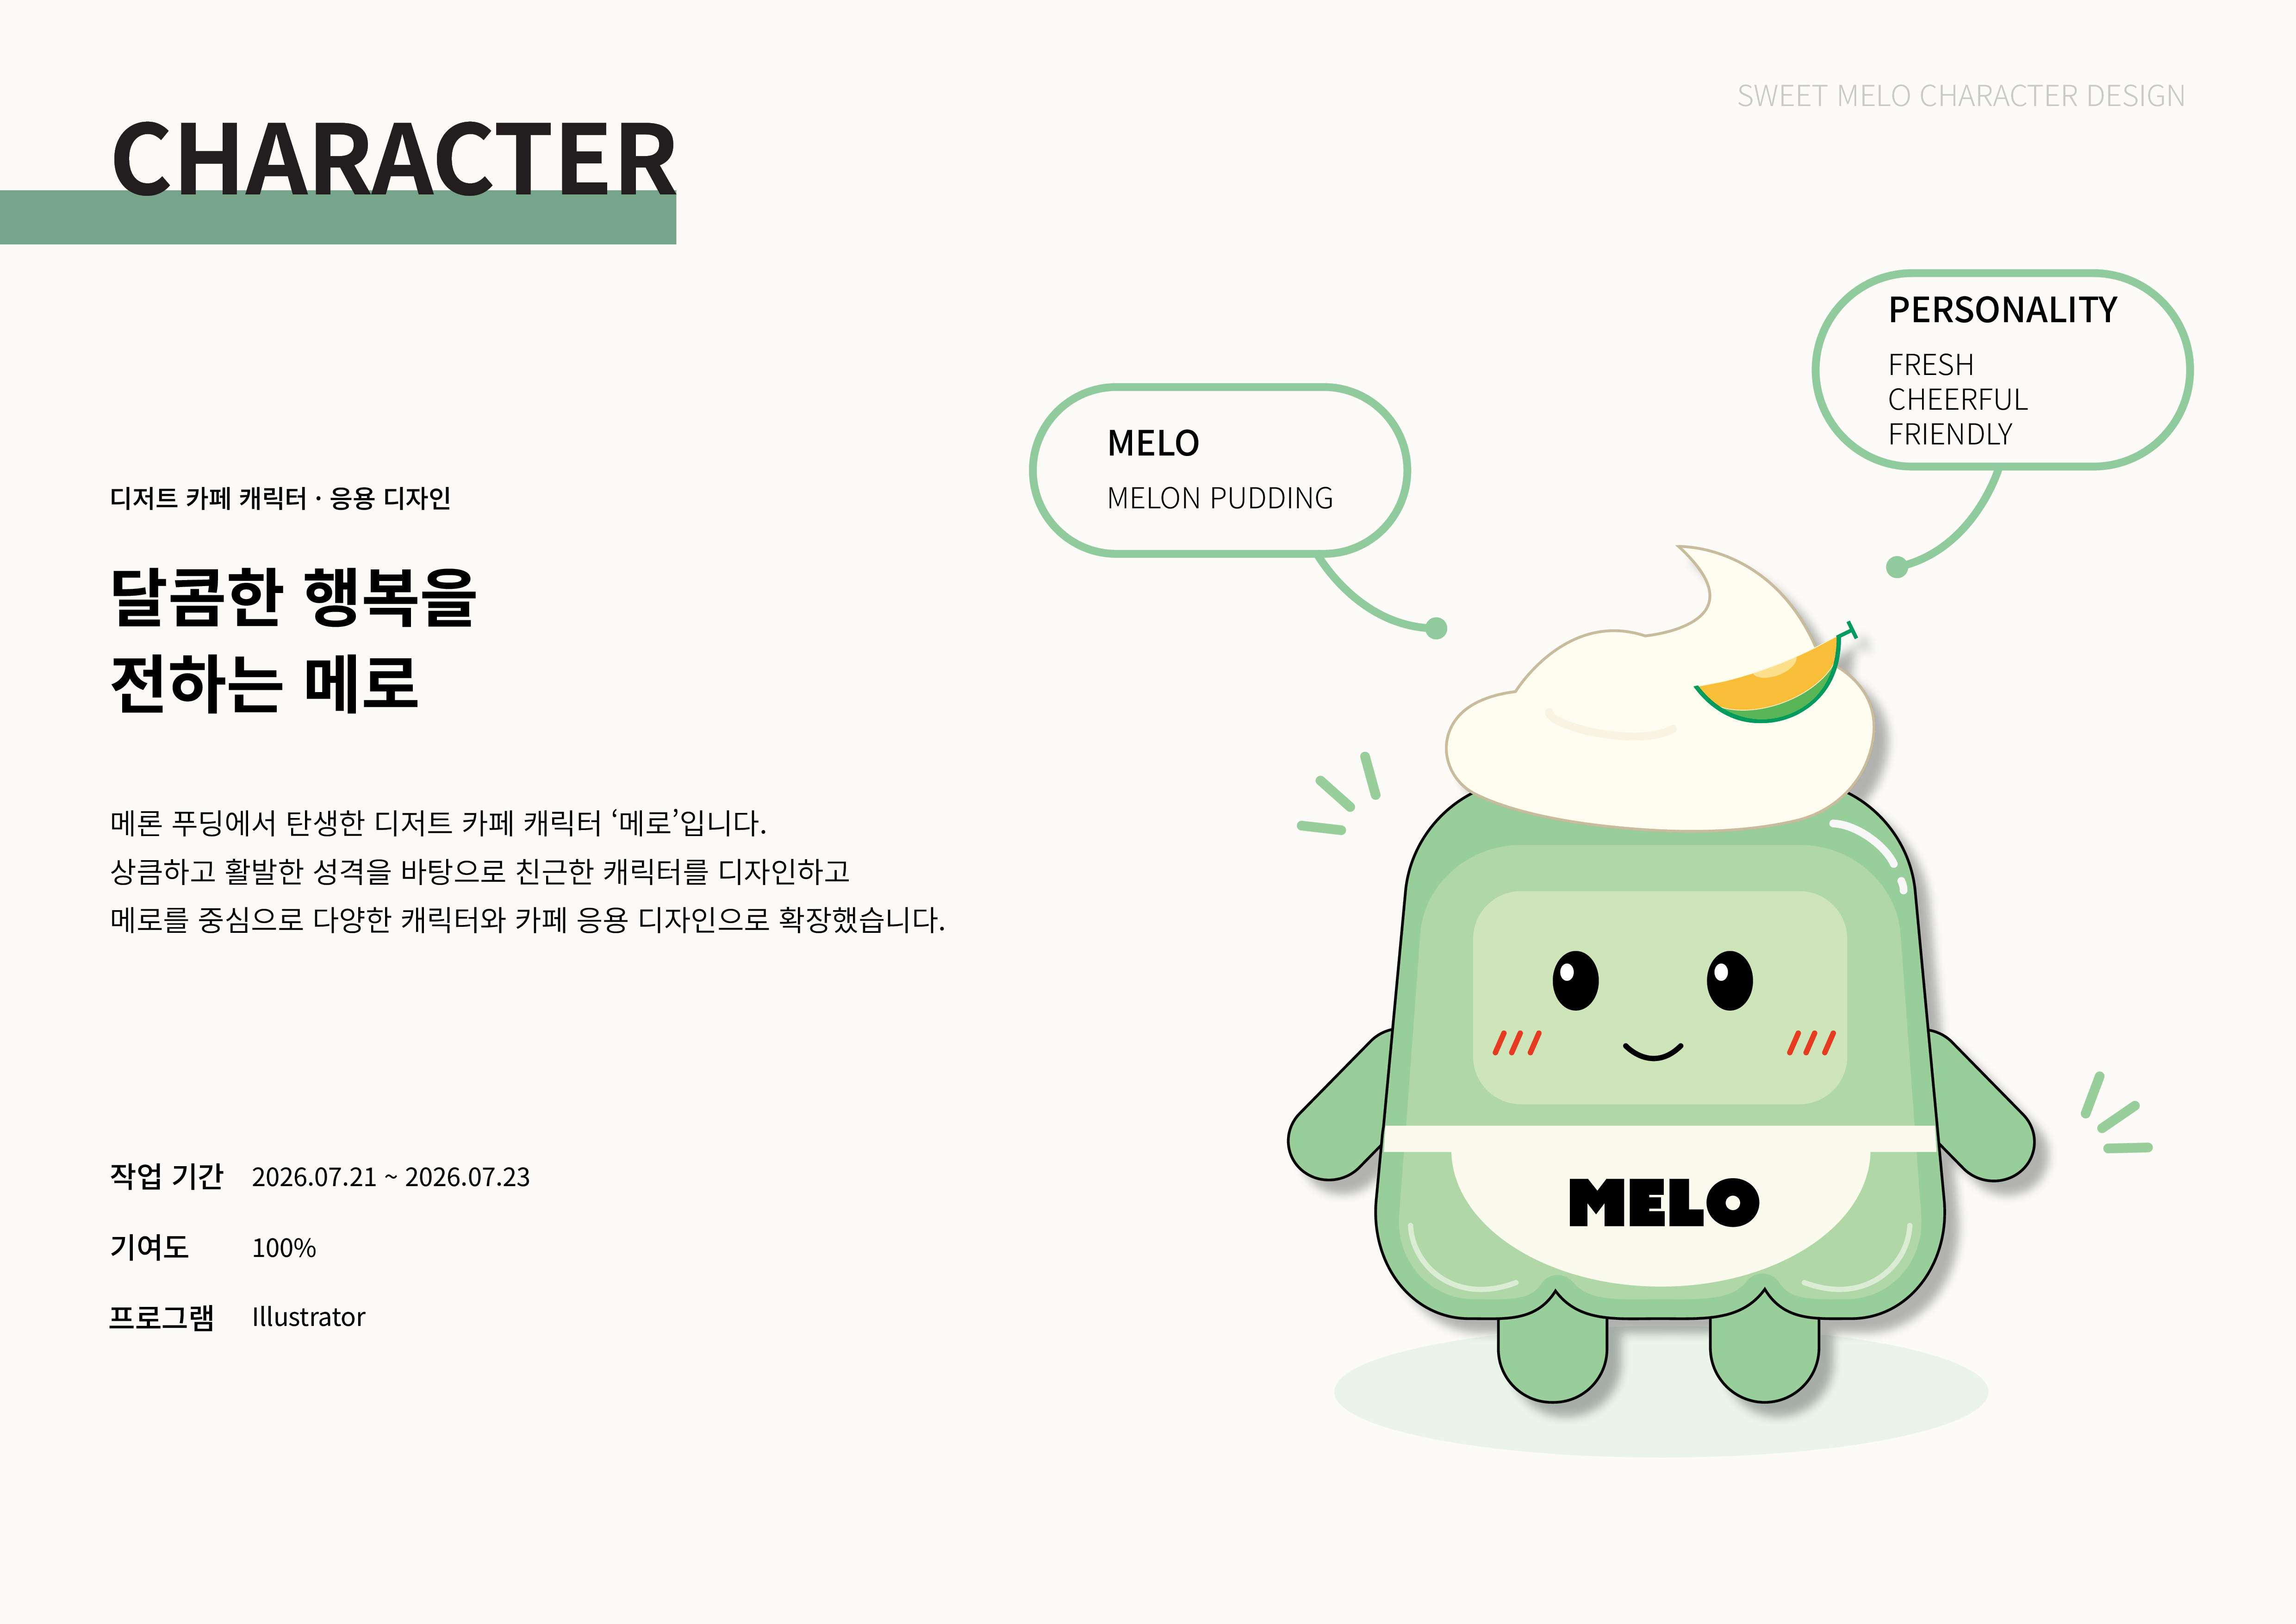 SWEET MELO CHARACTER DESIGN
CHARACTER
디저트 카페 캐릭터 · 응용 디자인
달콤한 행복을
전하는 메로
메론 푸딩에서 탄생한 디저트 카페 캐릭터 ‘메로’입니다.
상큼하고 활발한 성격을 바탕으로 친근한 캐릭터를 디자인하고
메로를 중심으로 다양한 캐릭터와 카페 응용 디자인으로 확장했습니다.
작업 기간 2026.07.21 ~ 2026.07.23
기여도 100%
프로그램 Illustrator
MELO
MELON PUDDING
PERSONALITY
FRESH
CHEERFUL
FRIENDLY
MELO